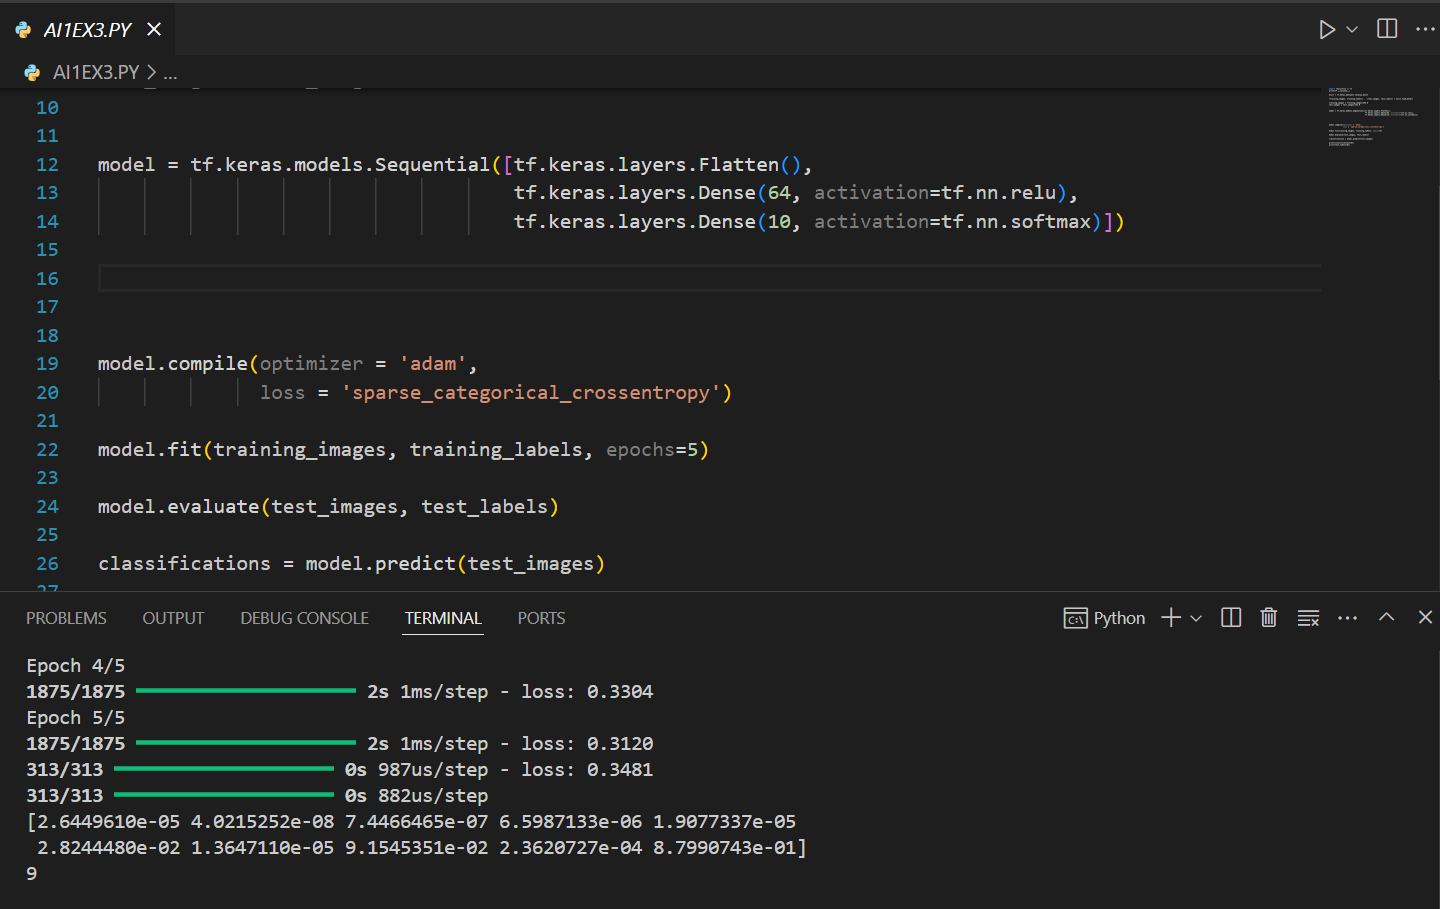 AI1EX3.PY
AI1EX3.PY > ...
10
11
12 model = tf.keras.models.Sequential([tf.keras.layers.Flatten(),
13 tf.keras.layers.Dense(64, activation=tf.nn.relu),
14 tf.keras.layers.Dense(10, activation=tf.nn.softmax)])
15
16
17
18
19 model.compile(optimizer = 'adam',
20 loss = 'sparse_categorical_crossentropy')
21
22 model.fit(training_images, training_labels, epochs=5)
23
24 model.evaluate(test_images, test_labels)
25
26 classifications = model.predict(test_images)
27
PROBLEMS OUTPUT DEBUG CONSOLE TERMINAL PORTS Python
Epoch 4/5
1875/1875 2s 1ms/step - loss: 0.3304
Epoch 5/5
1875/1875 2s 1ms/step - loss: 0.3120
313/313 0s 987us/step - loss: 0.3481
313/313 0s 882us/step
[2.6449610e-05 4.0215252e-08 7.4466465e-07 6.5987133e-06 1.9077337e-05
2.8244480e-02 1.3647110e-05 9.1545351e-02 2.3620727e-04 8.7990743e-01]
9